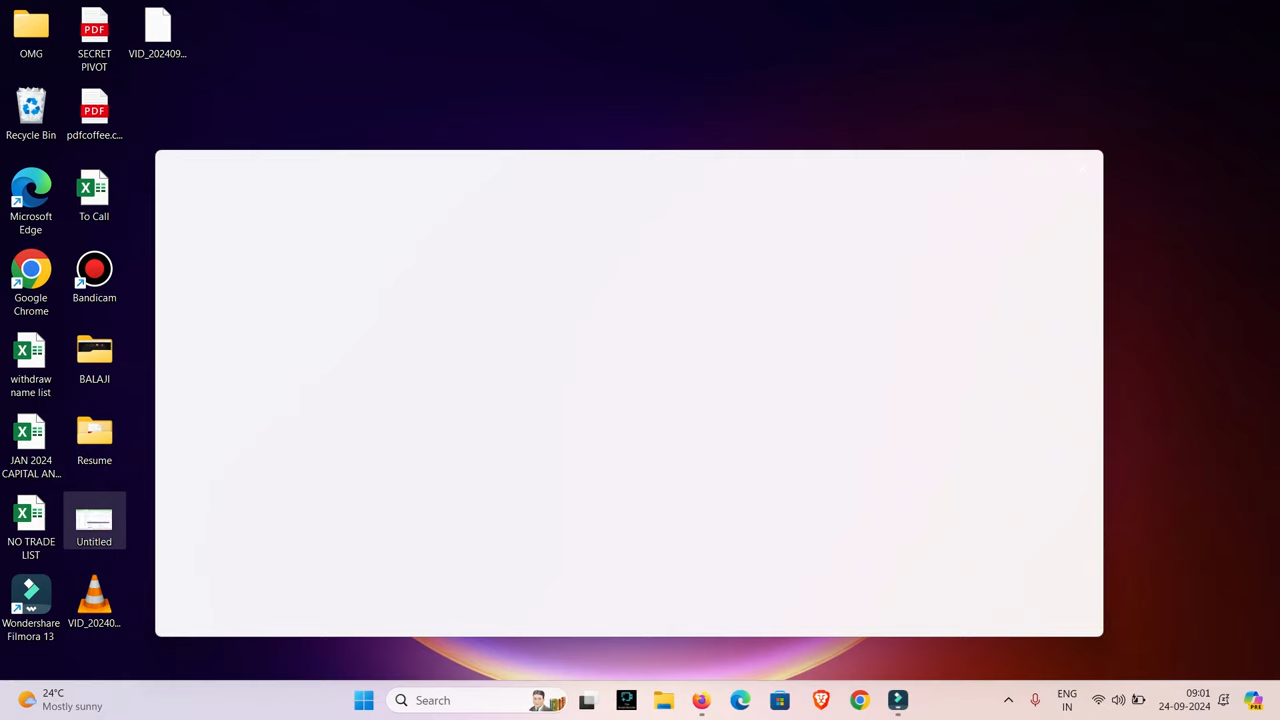 OMG
SECRET
PIVOT
VID_202409...
Recycle Bin
pdfcoffee.c...
Microsoft
Edge
To Call
Google
Chrome
Bandicam
withdraw
name list
BALAJI
JAN 2024
CAPITAL AN...
Resume
NO TRADE
LIST
Untitled
Wondershare
Filmora 13
VID_20240...
PDF
PDF
24°C
Mostly sunny
Search
ENG
IN
09:01
24-09-2024
PRE